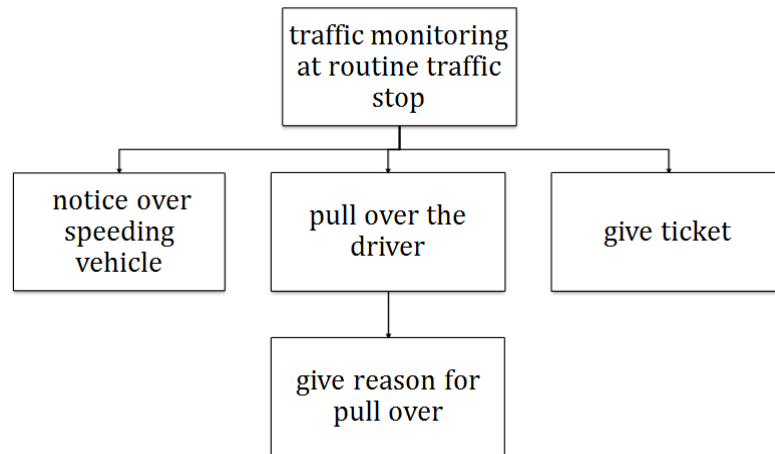 traffic monitoring
at routine traffic
stop
notice over
speeding
vehicle
pull over the
driver
give ticket
give reason for
pull over